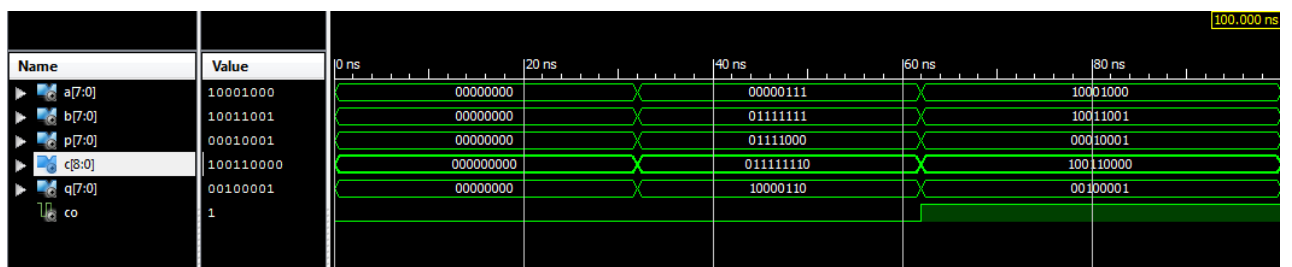 100.000 ns
Name Value 0 ns 20 ns 40 ns 60 ns 80 ns
a[7:0] 10001000 00000000 00000111 10001000
b[7:0] 10011001 00000000 01111111 10011001
p[7:0] 00010001 00000000 01111000 00010001
c[8:0] 100110000 000000000 011111110 100110000
q[7:0] 00100001 00000000 10000110 00100001
co 1